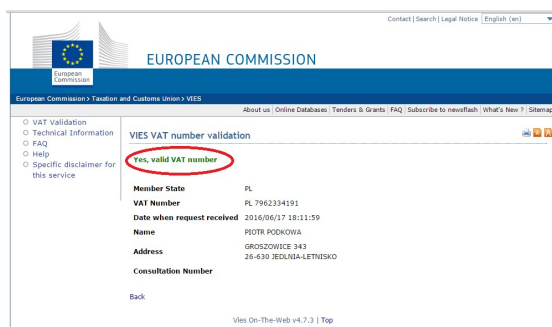 Contact | Search | Legal Notice English (en)
European
Commission
EUROPEAN COMMISSION
European Commission > Taxation and Customs Union > VIES
About us Online Databases Tenders & Grants FAQ Subscribe to newsflash What's New ? Sitemap
VAT Validation
Technical Information
FAQ
Help
Specific disclaimer for
this service
VIES VAT number validation
Yes, valid VAT number
Member State PL
VAT Number PL 7962334191
Date when request received 2016/06/17 18:11:59
Name PIOTR PODKOWA
Address GROSZOWICE 343
26-630 JEDLNIA-LETNISKO
Consultation Number
Back
Vies On-The-Web v4.7.3 | Top